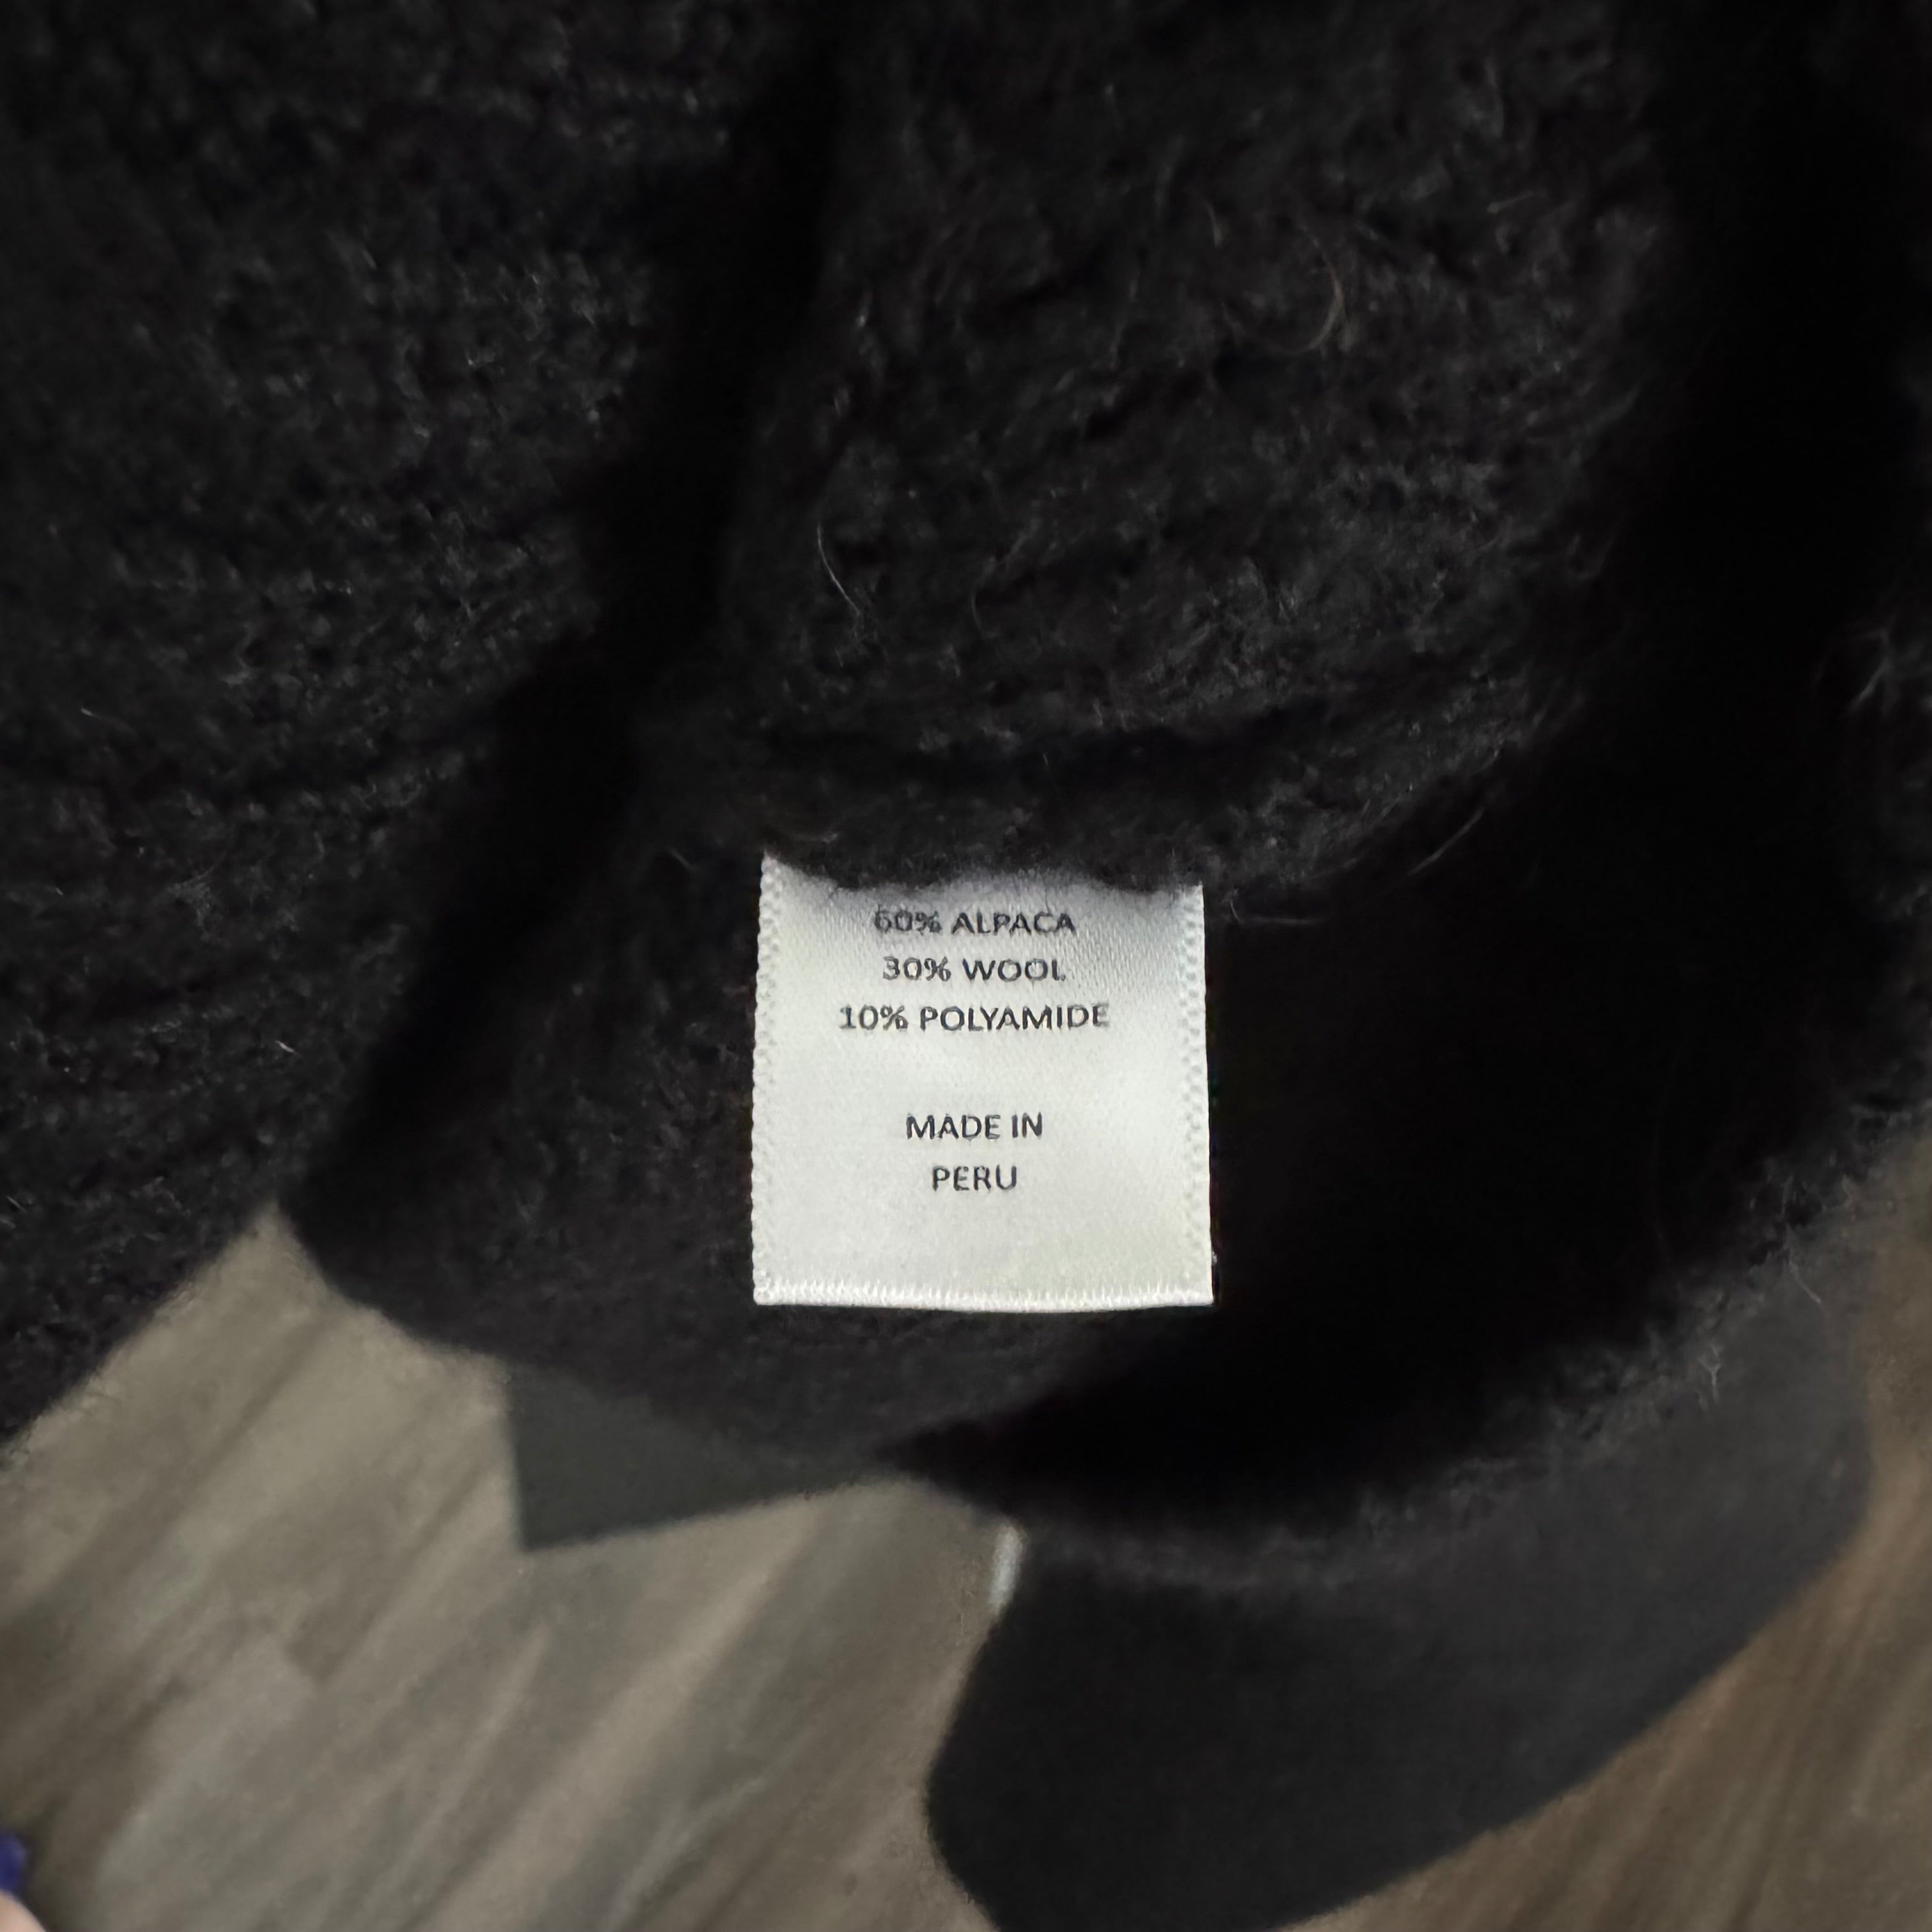 60% ALPACA
30% WOOL
10% POLYAMIDE
MADE IN
PERU